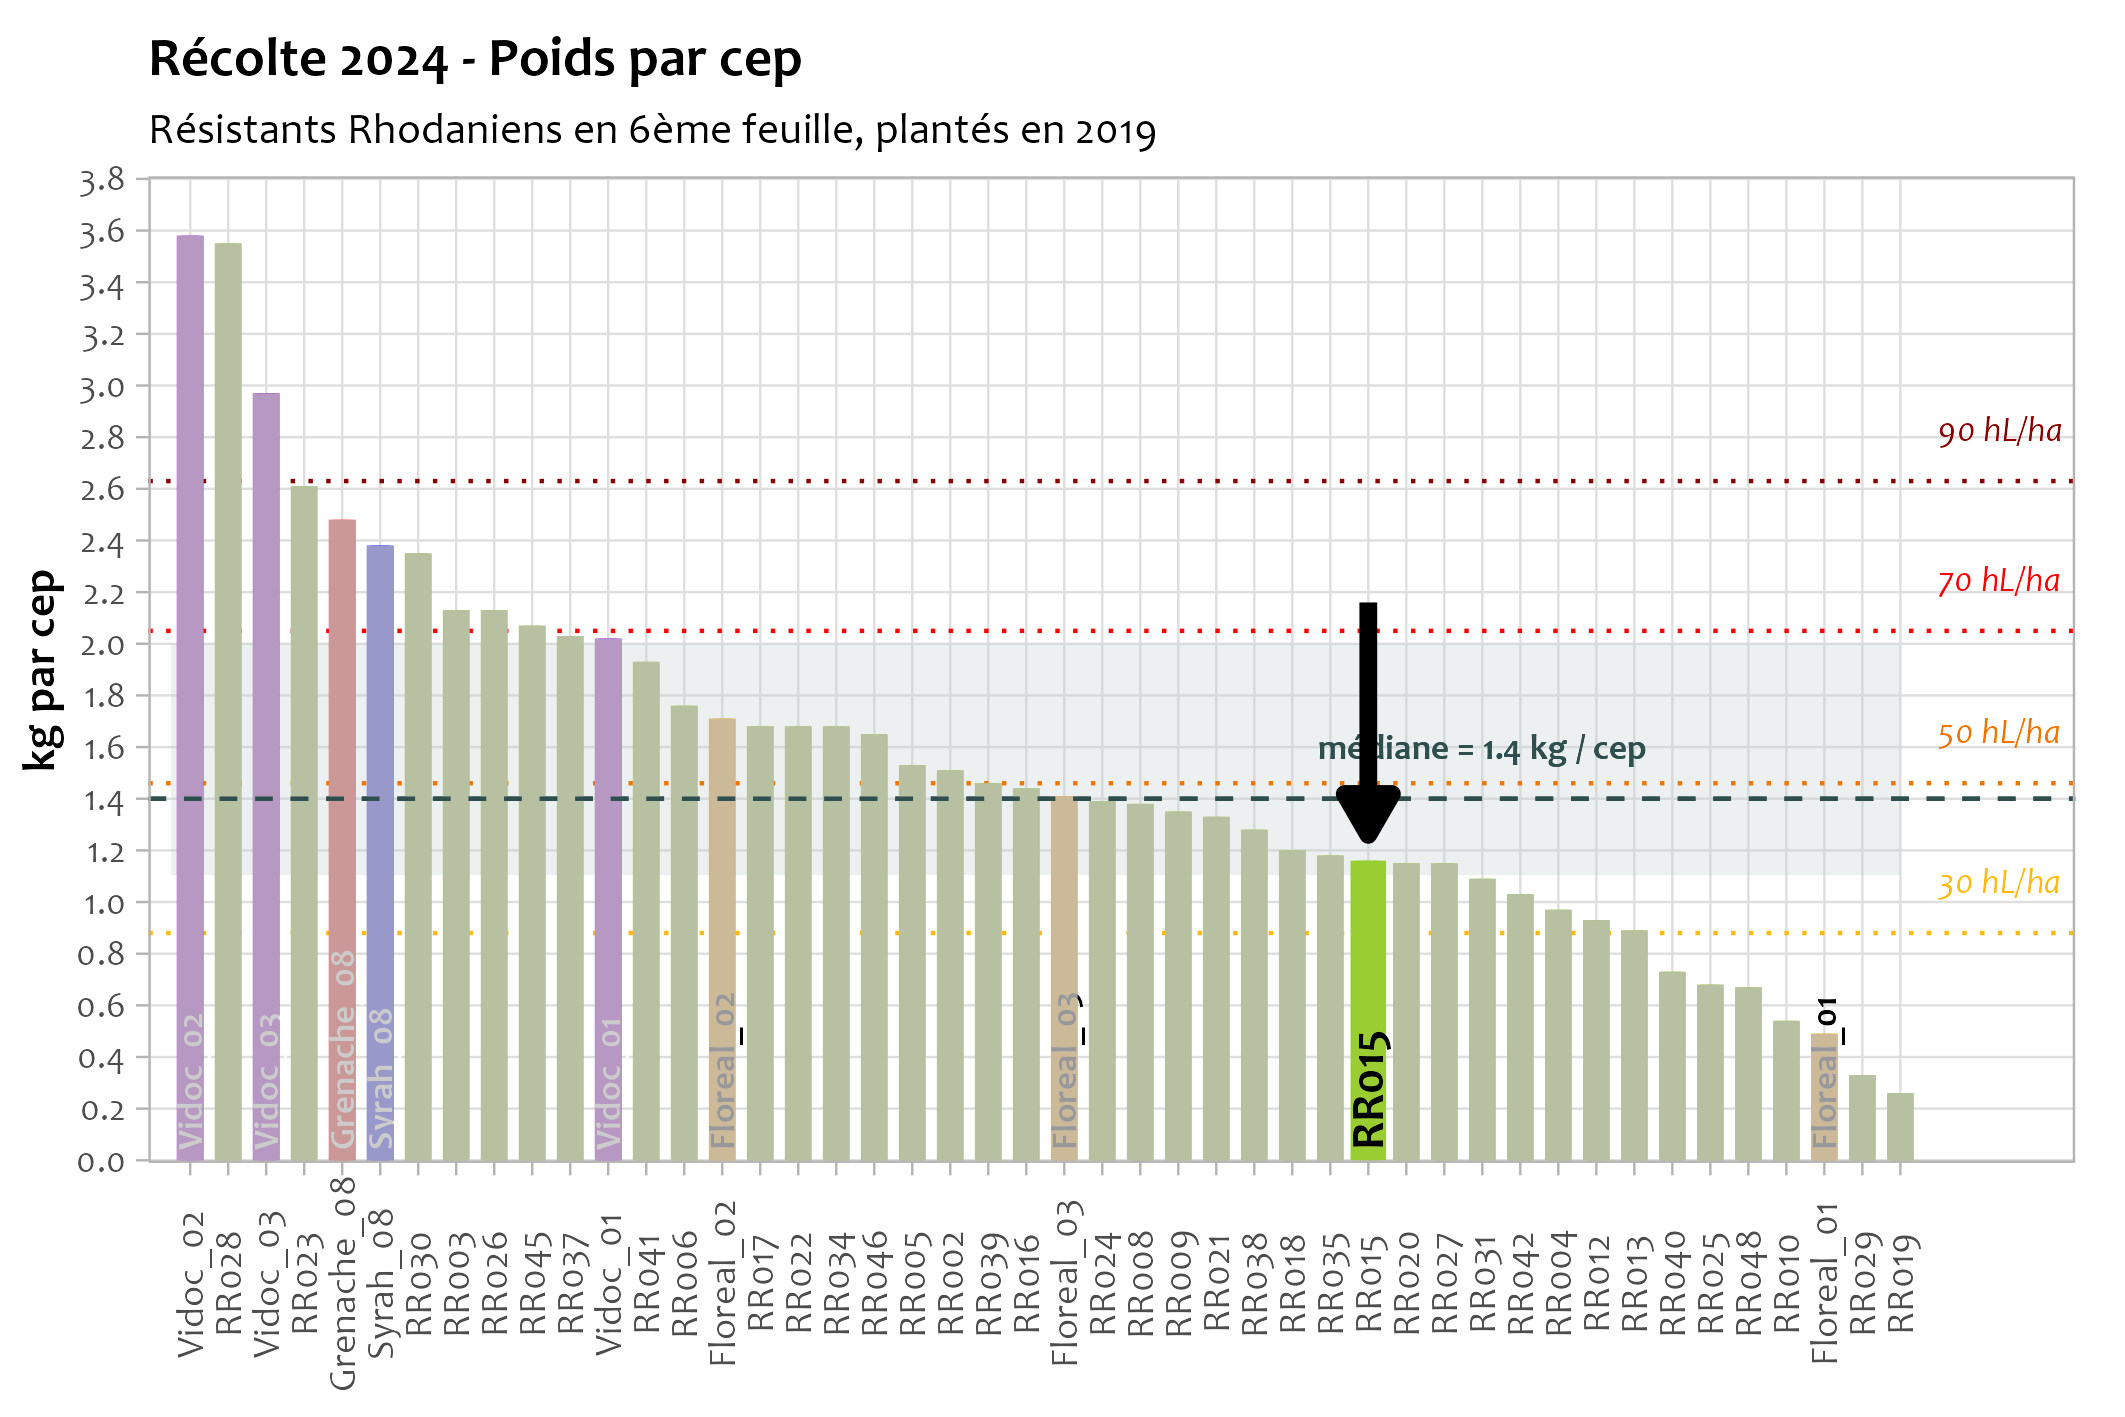 Récolte 2024 - Poids par cep
Résistants Rhodaniens en 6ème feuille, plantés en 2019
kg par cep
3.8
3.6
3.4
3.2
3.0
2.8
2.6
2.4
2.2
2.0
1.8
1.6
1.4
1.2
1.0
0.8
0.6
0.4
0.2
0.0
90 hL/ha
70 hL/ha
50 hL/ha
30 hL/ha
médiane = 1.4 kg / cep
Vidoc_02
Vidoc_03
Grenache_08
Syrah_08
Vidoc_01
Floreal_02
Floreal_03
RR015
Floreal_01
Vidoc_02
RR028
Vidoc_03
RR023
Grenache_08
Syrah_08
RR030
RR003
RR026
RR045
RR037
Vidoc_01
RR041
RR006
Floreal_02
RR017
RR022
RR034
RR046
RR005
RR002
RR039
RR016
Floreal_03
RR024
RR008
RR009
RR021
RR038
RR018
RR035
RR015
RR020
RR027
RR031
RR042
RR004
RR012
RR013
RR040
RR025
RR048
RR010
Floreal_01
RR029
RR019